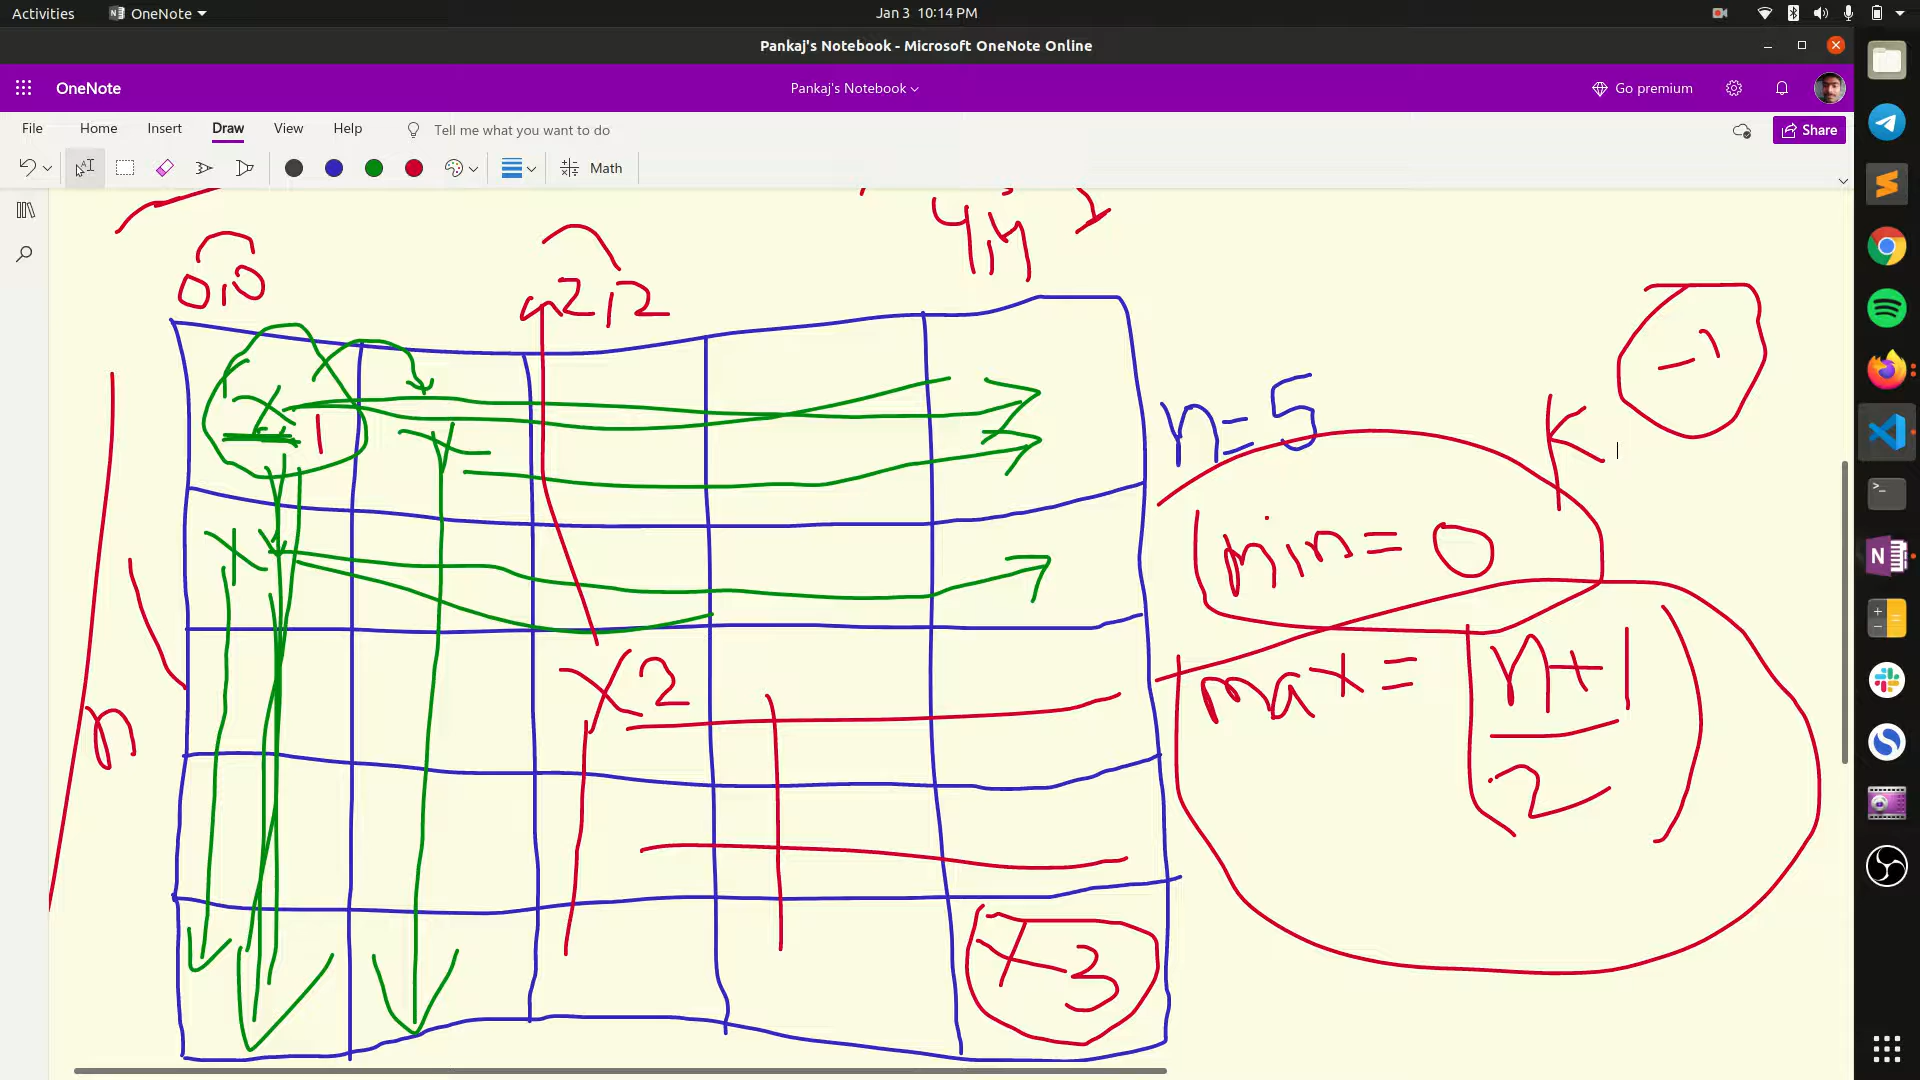 Activities
OneNote
Jan 3 10:14 PM
Pankaj's Notebook - Microsoft OneNote Online
OneNote
Pankaj's Notebook
Go premium
File
Home
Insert
Draw
View
Help
Tell me what you want to do
Share
Math
4,4
0,0
2,2
-1
n=5
K
1
min=0
x2
max=
n+1
2
n
x3